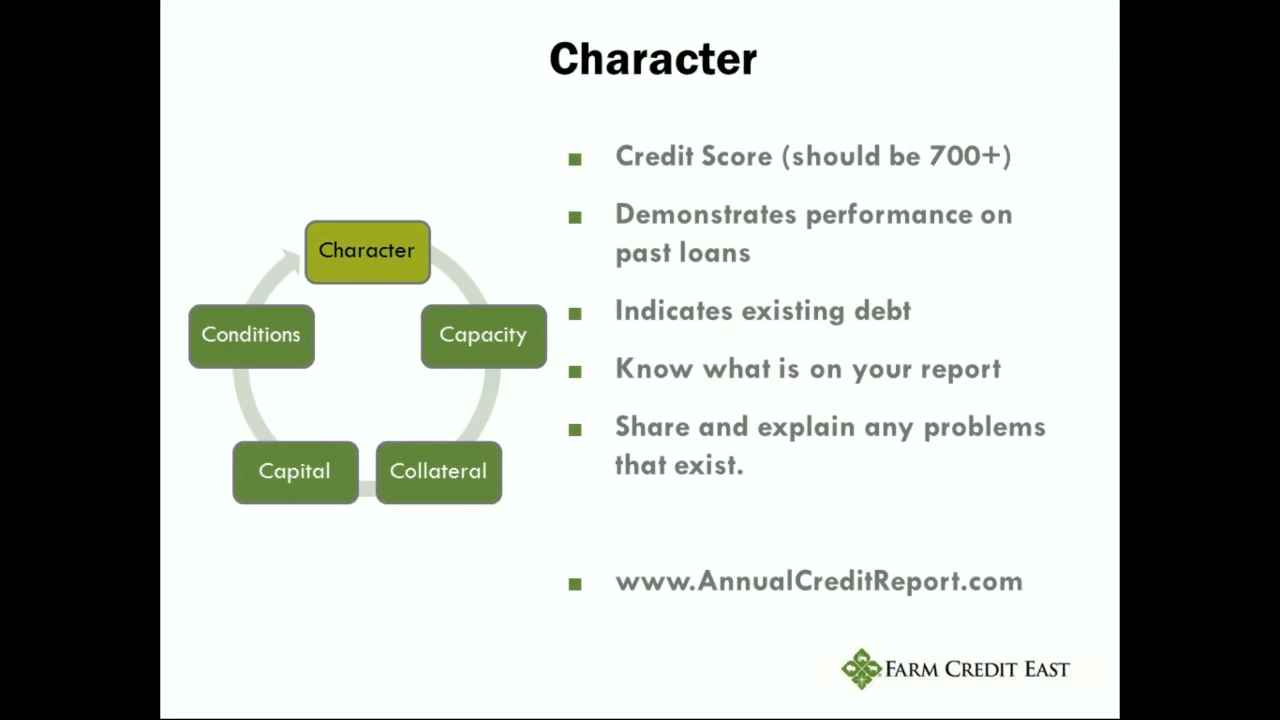 Character
Character
Conditions
Capacity
Capital
Collateral
Credit Score (should be 700+)
Demonstrates performance on
past loans
Indicates existing debt
Know what is on your report
Share and explain any problems
that exist.
www.AnnualCreditReport.com
FARM CREDIT EAST